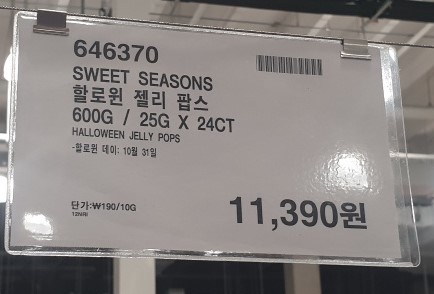 646370
SWEET SEASONS
할로윈 젤리 팝스
600G / 25G X 24CT
HALLOWEEN JELLY POPS
-할로윈 데이: 10월 31일
단가:₩190/10G
11,390원